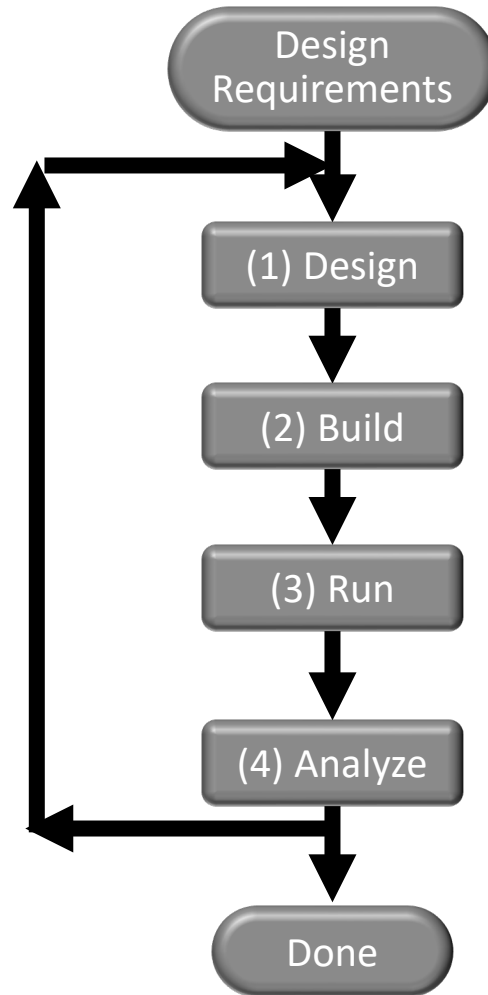 Design
Requirements
(1) Design
(2) Build
(3) Run
(4) Analyze
Done